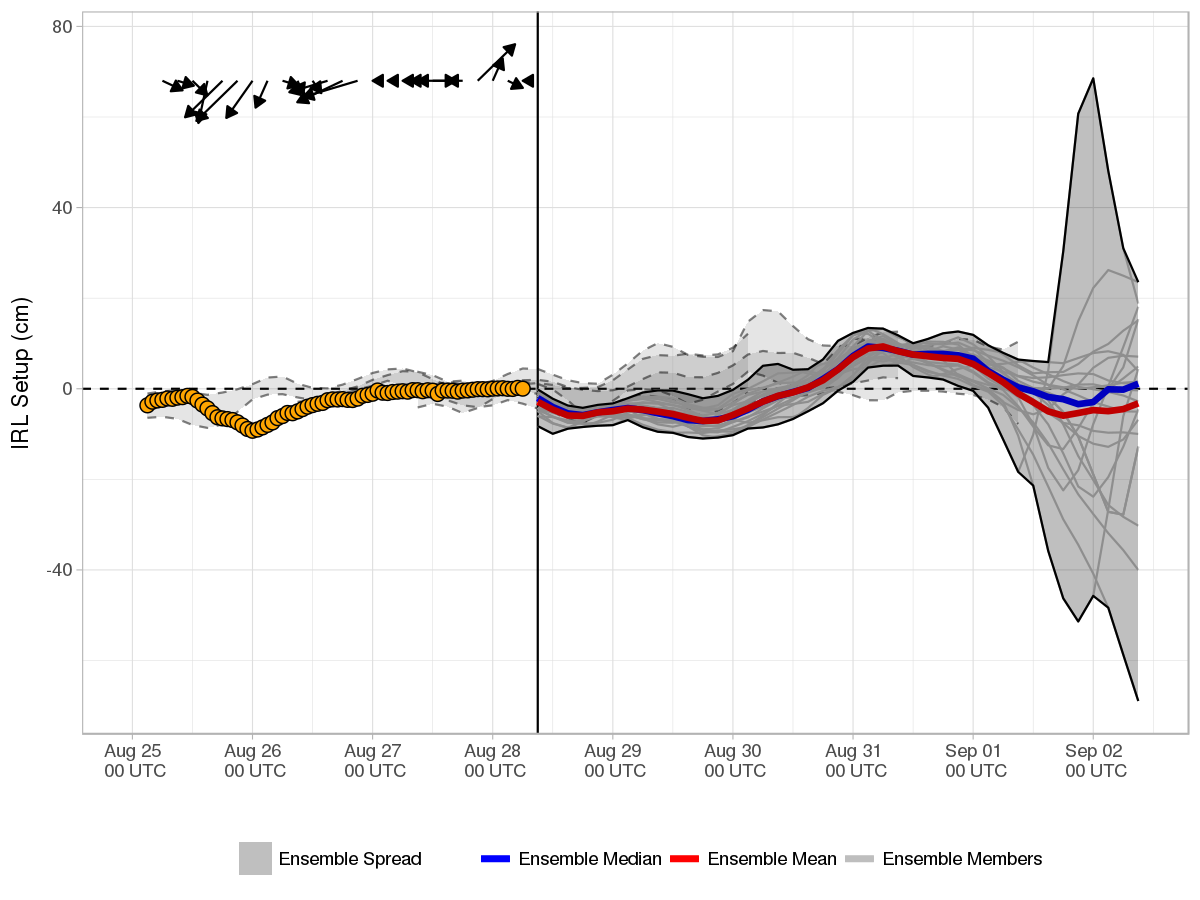 80
40
0
-40
IRL Setup (cm)
Aug 25
00 UTC
Aug 26
00 UTC
Aug 27
00 UTC
Aug 28
00 UTC
Aug 29
00 UTC
Aug 30
00 UTC
Aug 31
00 UTC
Sep 01
00 UTC
Sep 02
00 UTC
Ensemble Spread
Ensemble Median
Ensemble Mean
Ensemble Members